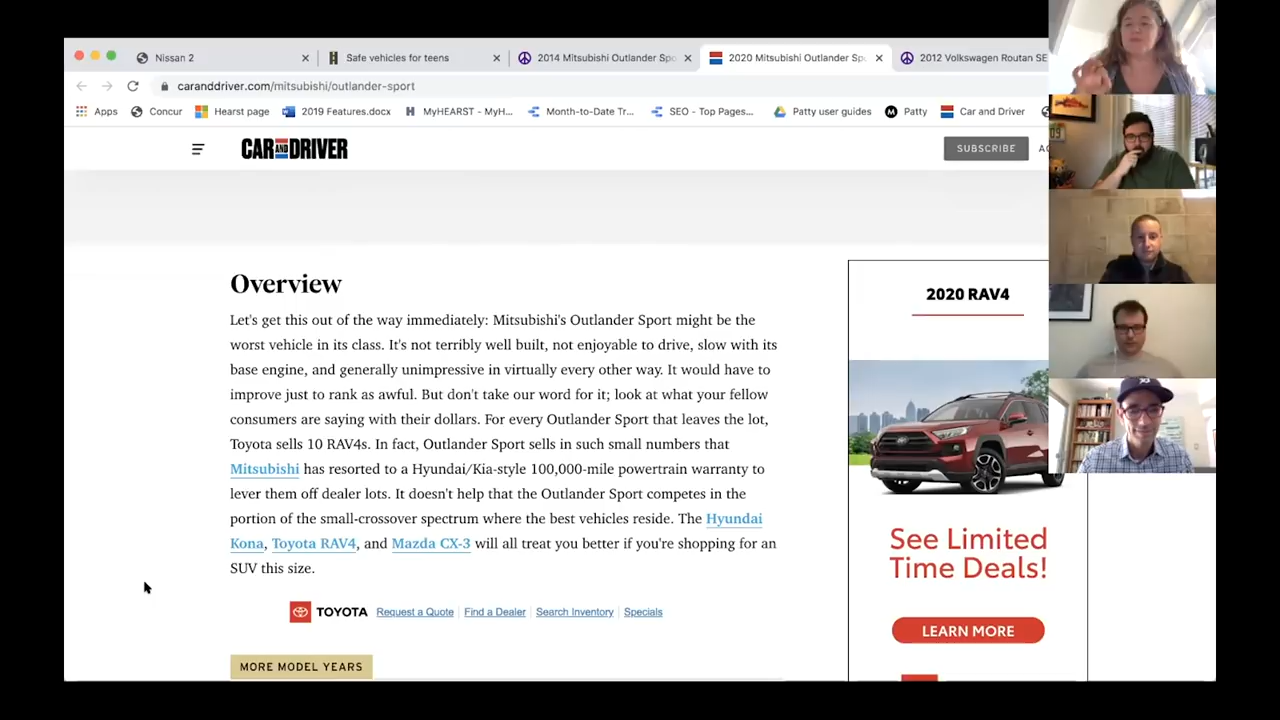 Nissan 2
Safe vehicles for teens
2014 Mitsubishi Outlander Spo
2020 Mitsubishi Outlander Spo
2012 Volkswagen Routan SE
caranddriver.com/mitsubishi/outlander-sport
Apps Concur Hearst page 2019 Features.docx MyHEARST - MyH... Month-to-Date Tr... SEO - Top Pages... Patty user guides Patty Car and Driver
CAR AND DRIVER
SUBSCRIBE
Overview
Let's get this out of the way immediately: Mitsubishi's Outlander Sport might be the
worst vehicle in its class. It's not terribly well built, not enjoyable to drive, slow with its
base engine, and generally unimpressive in virtually every other way. It would have to
improve just to rank as awful. But don't take our word for it; look at what your fellow
consumers are saying with their dollars. For every Outlander Sport that leaves the lot,
Toyota sells 10 RAV4s. In fact, Outlander Sport sells in such small numbers that
Mitsubishi has resorted to a Hyundai/Kia-style 100,000-mile powertrain warranty to
lever them off dealer lots. It doesn't help that the Outlander Sport competes in the
portion of the small-crossover spectrum where the best vehicles reside. The Hyundai
Kona, Toyota RAV4, and Mazda CX-3 will all treat you better if you're shopping for an
SUV this size.
TOYOTA Request a Quote Find a Dealer Search Inventory Specials
MORE MODEL YEARS
2020 RAV4
See Limited
Time Deals!
LEARN MORE